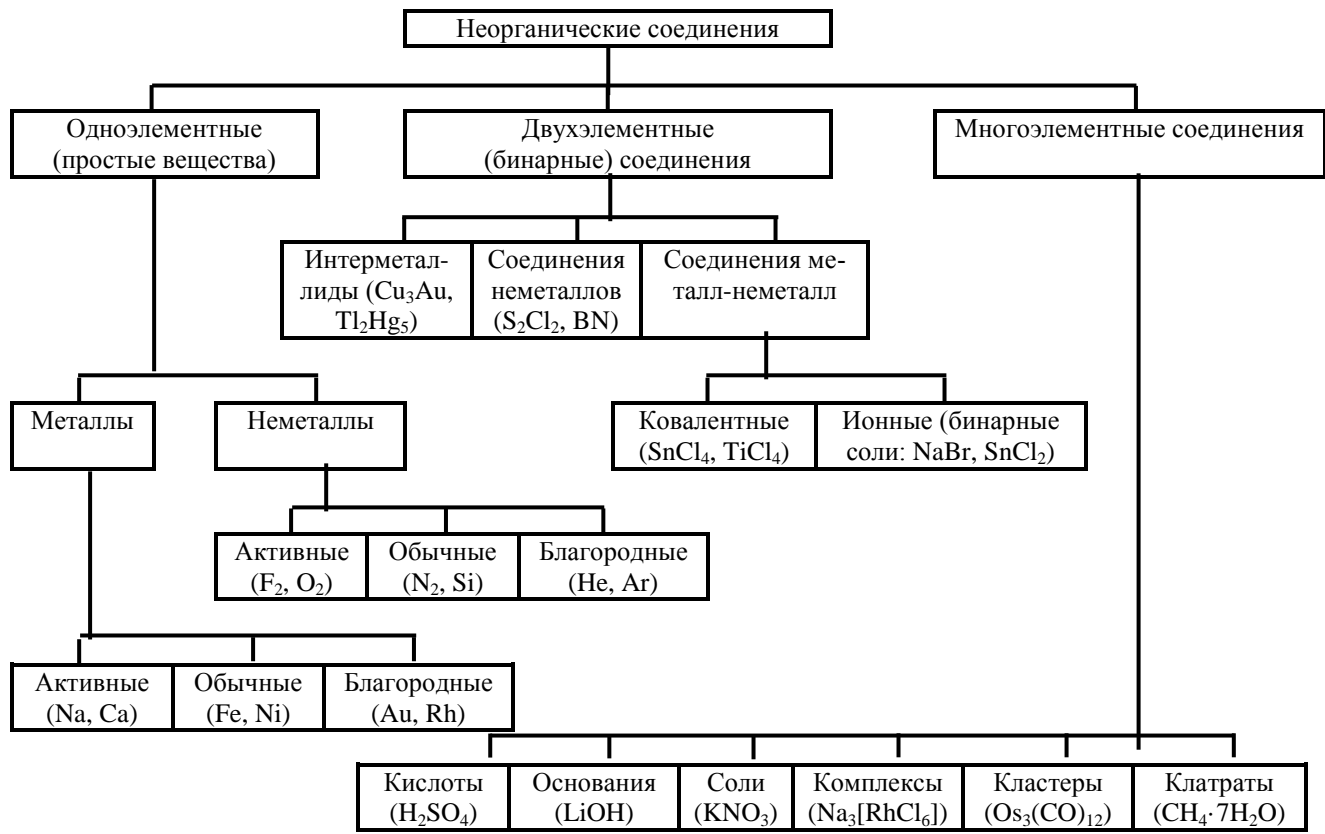 Неорганические соединения
Одноэлементные
(простые вещества)
Двухэлементные
(бинарные) соединения
Многоэлементные соединения
Интерметал-
лиды (Cu₃Au,
Tl₂Hg₅)
Соединения
неметаллов
(S₂Cl₂, BN)
Соединения ме-
талл-неметалл
Металлы
Неметаллы
Ковалентные
(SnCl₄, TiCl₄)
Ионные (бинарные
соли: NaBr, SnCl₂)
Активные
(F₂, O₂)
Обычные
(N₂, Si)
Благородные
(He, Ar)
Активные
(Na, Ca)
Обычные
(Fe, Ni)
Благородные
(Au, Rh)
Кислоты
(H₂SO₄)
Основания
(LiOH)
Соли
(KNO₃)
Комплексы
(Na₃[RhCl₆])
Кластеры
(Os₃(CO)₁₂)
Клатраты
(CH₄·7H₂O)